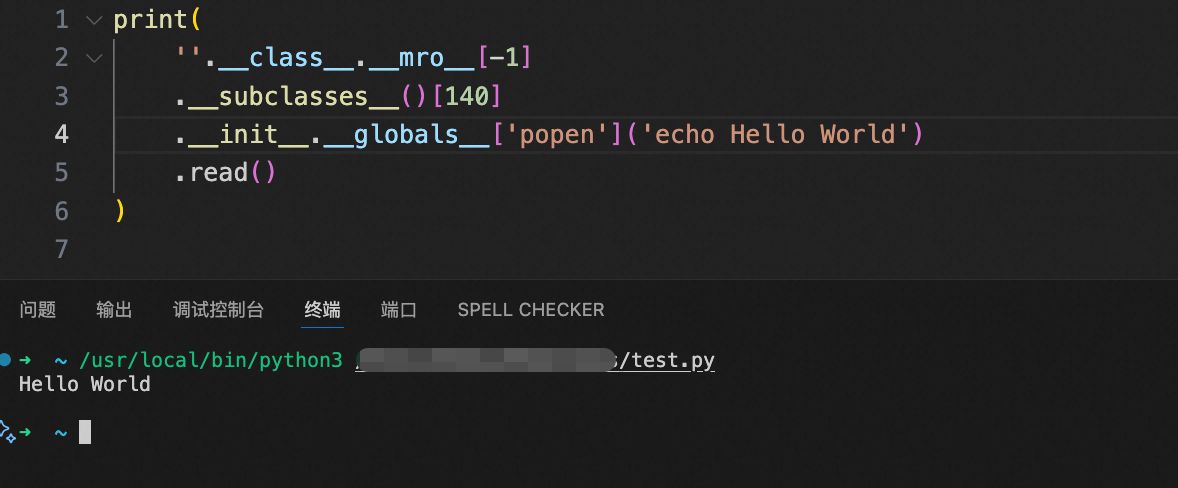 1 print(
2 ''.__class__.__mro__[-1]
3 .__subclasses__()[140]
4 .__init__.__globals__['popen']('echo Hello World')
5 .read()
6 )
7
问题 输出 调试控制台 终端 端口 SPELL CHECKER
➜ ~ /usr/local/bin/python3 /test.py
Hello World
➜ ~